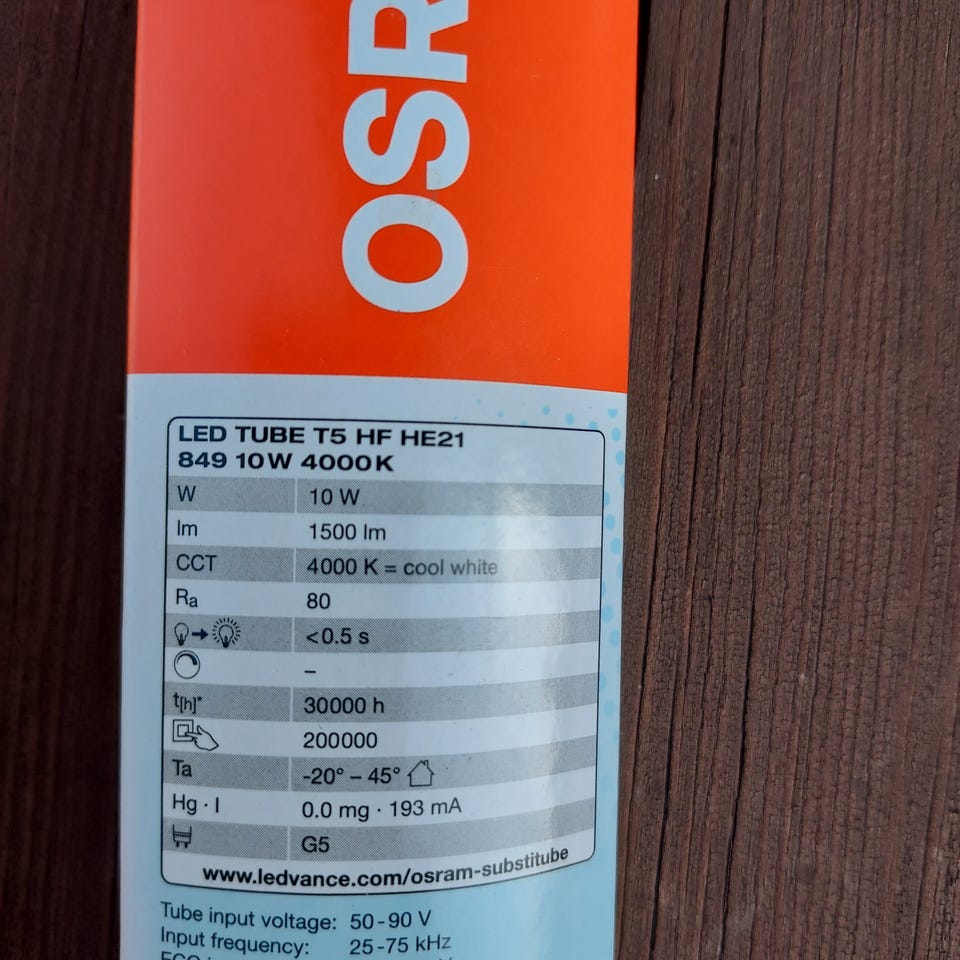 OSR
LED TUBE T5 HF HE21
849 10W 4000K
W 10 W
lm 1500 lm
CCT 4000 K = cool white
Ra 80
<0.5 s
–
t[h]* 30000 h
200000
Ta -20° – 45°
Hg · I 0.0 mg · 193 mA
G5
www.ledvance.com/osram-substitube
Tube input voltage: 50-90 V
Input frequency: 25-75 kHz